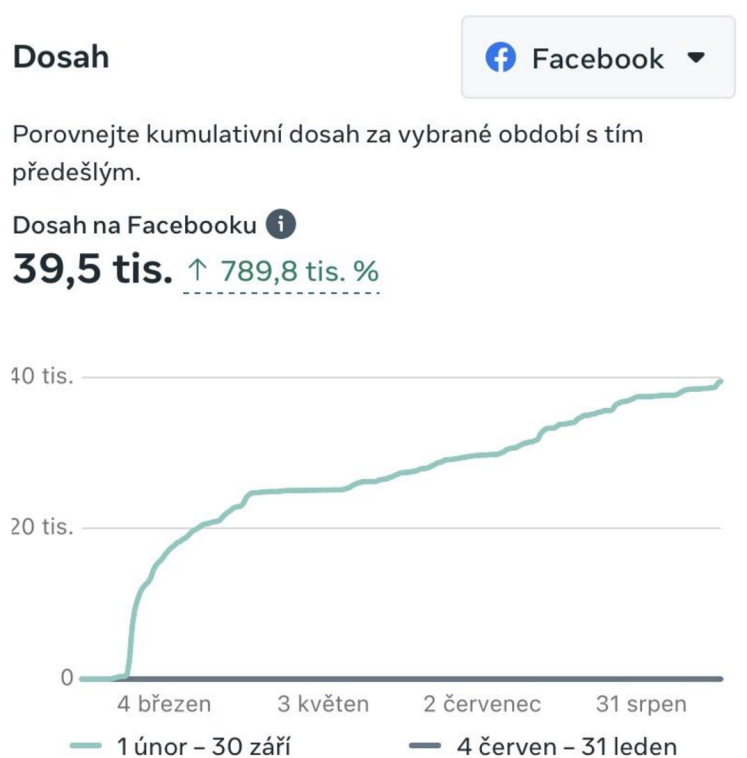 Dosah
Facebook
Porovnejte kumulativní dosah za vybrané období s tím
předešlým.
Dosah na Facebooku
39,5 tis. ↑ 789,8 tis. %
40 tis.
20 tis.
0
4 březen 3 květen 2 červenec 31 srpen
1 únor – 30 září 4 červen – 31 leden